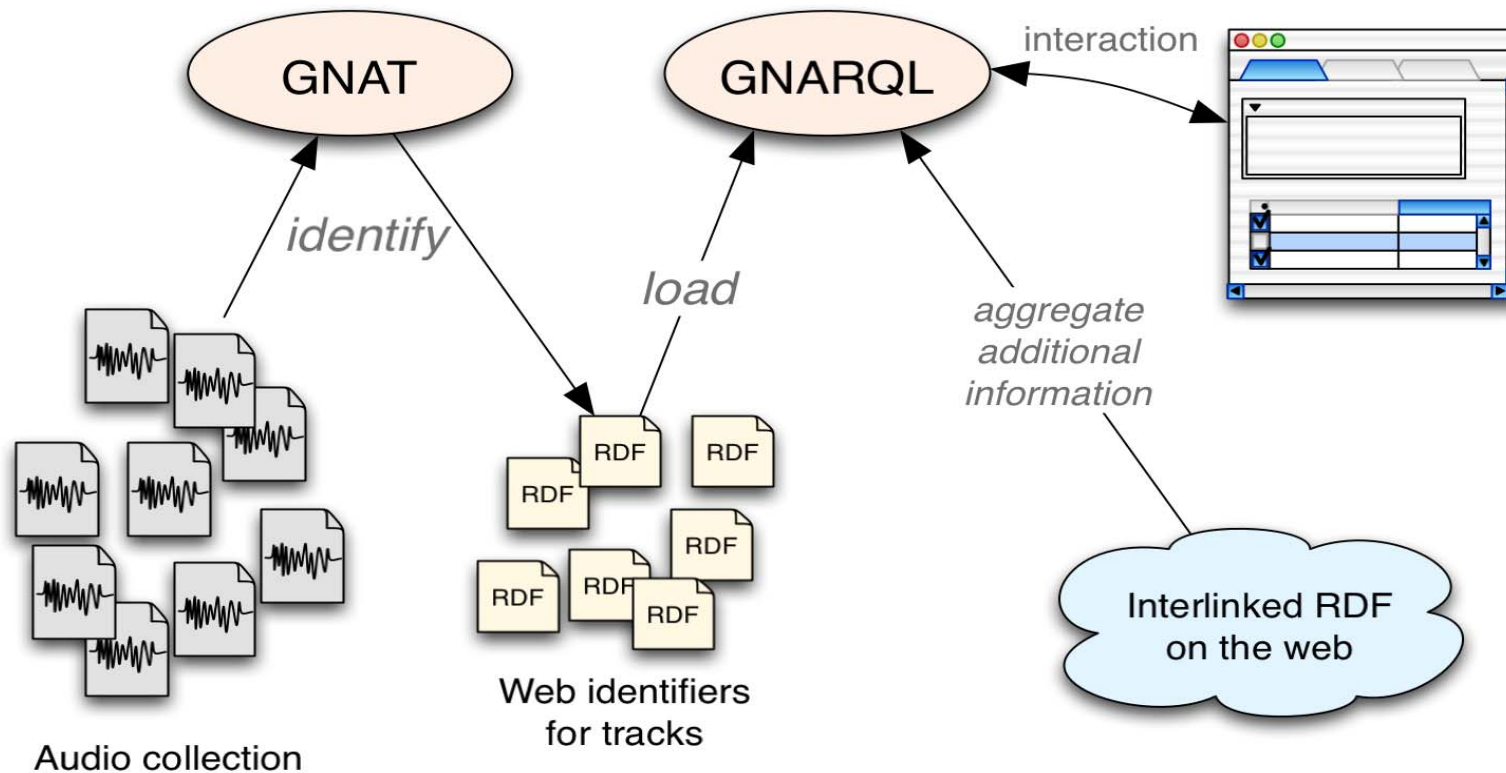 GNAT
GNARQL
interaction
identify
load
aggregate
additional
information
RDF
RDF
RDF
RDF
RDF
RDF
RDF
Interlinked RDF
on the web
Web identifiers
for tracks
Audio collection